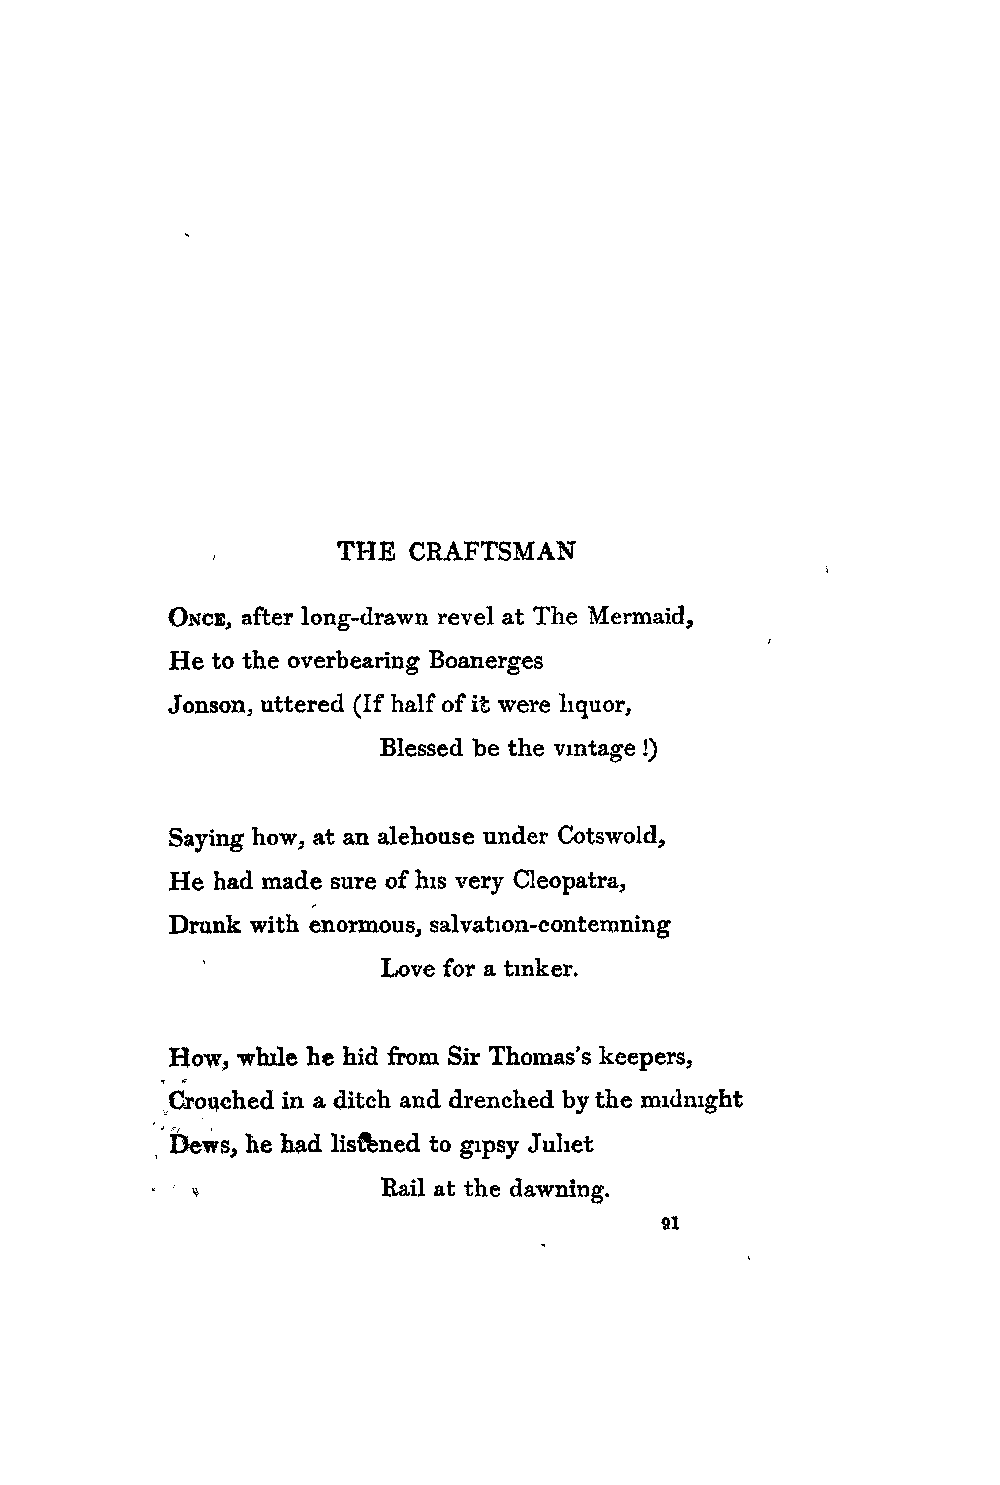 THE CRAFTSMAN
ONCE, after long-drawn revel at The Mermaid,
He to the overbearing Boanerges
Jonson, uttered (If half of it were liquor,
Blessed be the vintage !)
Saying how, at an alehouse under Cotswold,
He had made sure of his very Cleopatra,
Drunk with enormous, salvation-contemning
Love for a tinker.
How, while he hid from Sir Thomas's keepers,
Crouched in a ditch and drenched by the midnight
Dews, he had listened to gipsy Juliet
Rail at the dawning.
91